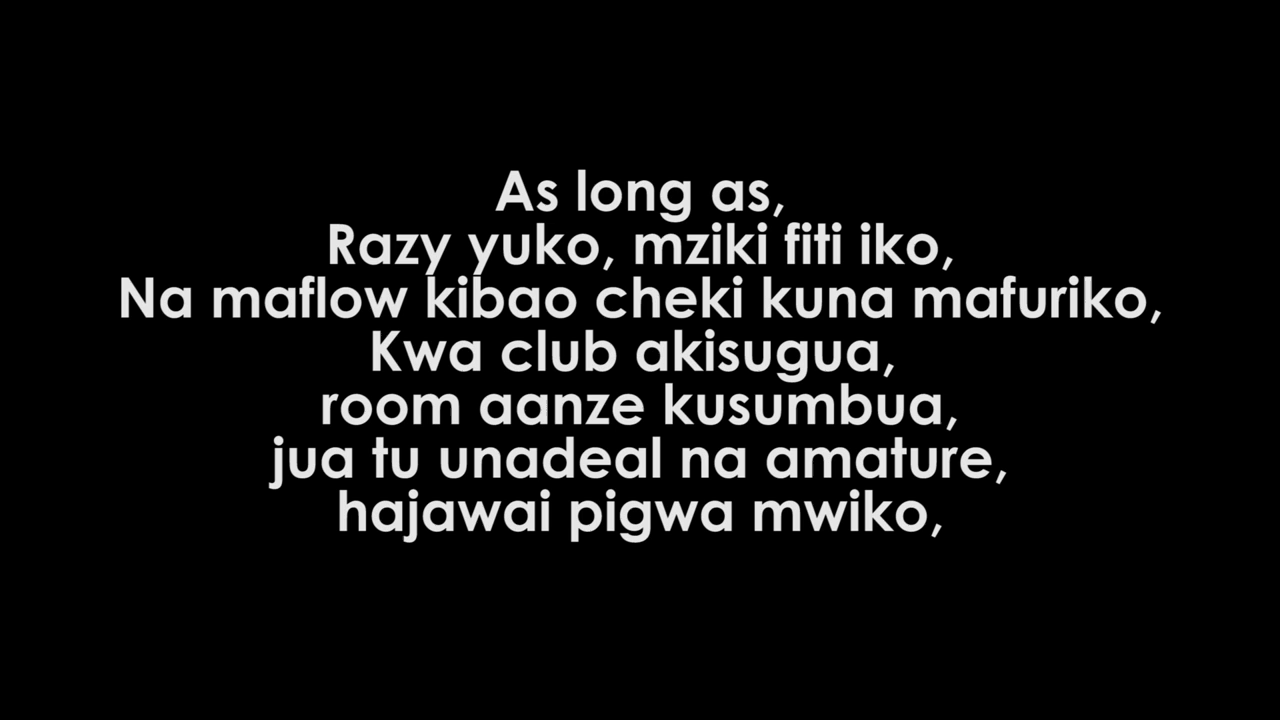 As long as,
Razy yuko, mziki fiti iko,
Na maflow kibao cheki kuna mafuriko,
Kwa club akisugua,
room aanze kusumbua,
jua tu unadeal na amature,
hajawai pigwa mwiko,